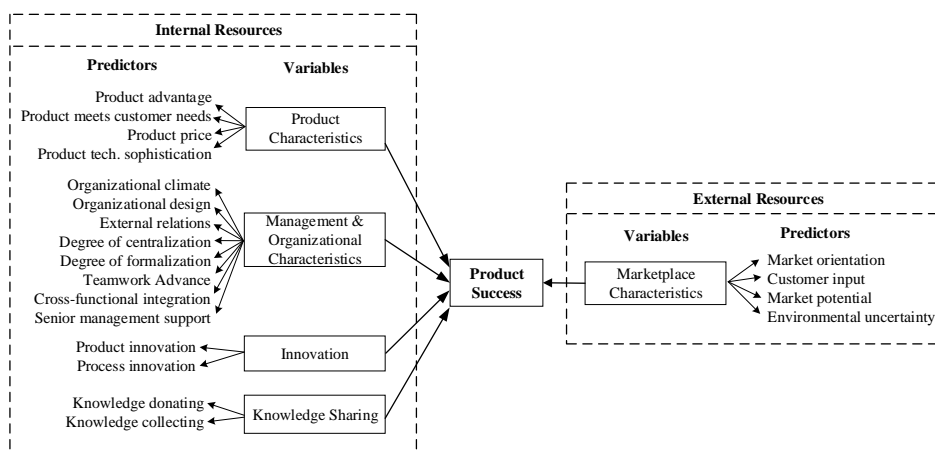 Internal Resources
Predictors
Variables
Product advantage
Product meets customer needs
Product price
Product tech. sophistication
Product
Characteristics
Organizational climate
Organizational design
External relations
Degree of centralization
Degree of formalization
Teamwork Advance
Cross-functional integration
Senior management support
Management &
Organizational
Characteristics
Product innovation
Process innovation
Innovation
Knowledge donating
Knowledge collecting
Knowledge Sharing
Product
Success
External Resources
Variables
Predictors
Marketplace
Characteristics
Market orientation
Customer input
Market potential
Environmental uncertainty